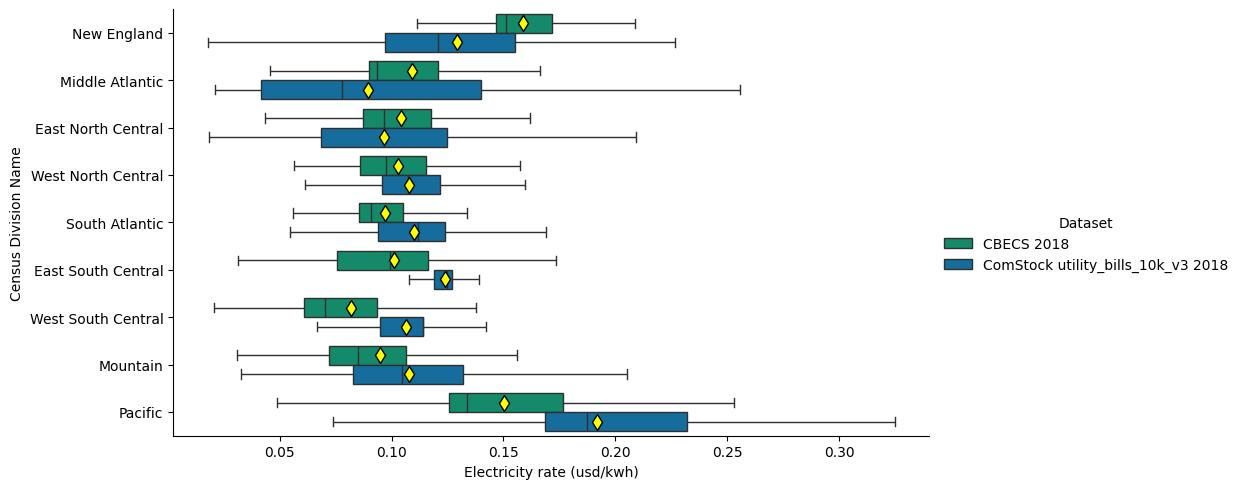 New England
Middle Atlantic
East North Central
West North Central
South Atlantic
East South Central
West South Central
Mountain
Pacific
Census Division Name
0.05 0.10 0.15 0.20 0.25 0.30
Electricity rate (usd/kwh)
Dataset
CBECS 2018
ComStock utility_bills_10k_v3 2018